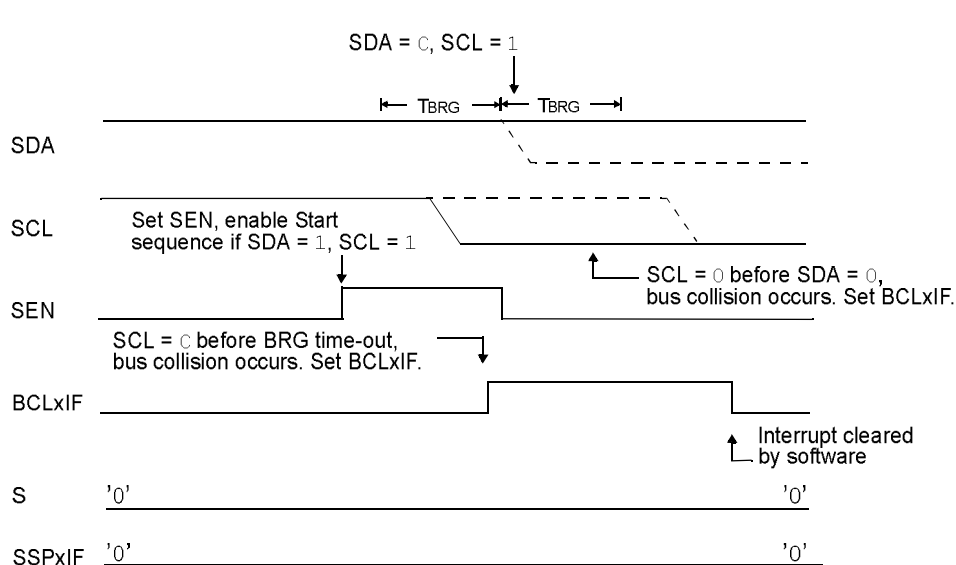 SDA = 0, SCL = 1
TBRG TBRG
SDA
SCL
Set SEN, enable Start
sequence if SDA = 1, SCL = 1
SCL = 0 before SDA = 0,
bus collision occurs. Set BCLxIF.
SEN
SCL = 0 before BRG time-out,
bus collision occurs. Set BCLxIF.
BCLxIF
Interrupt cleared
by software
S '0' '0'
SSPxIF '0' '0'